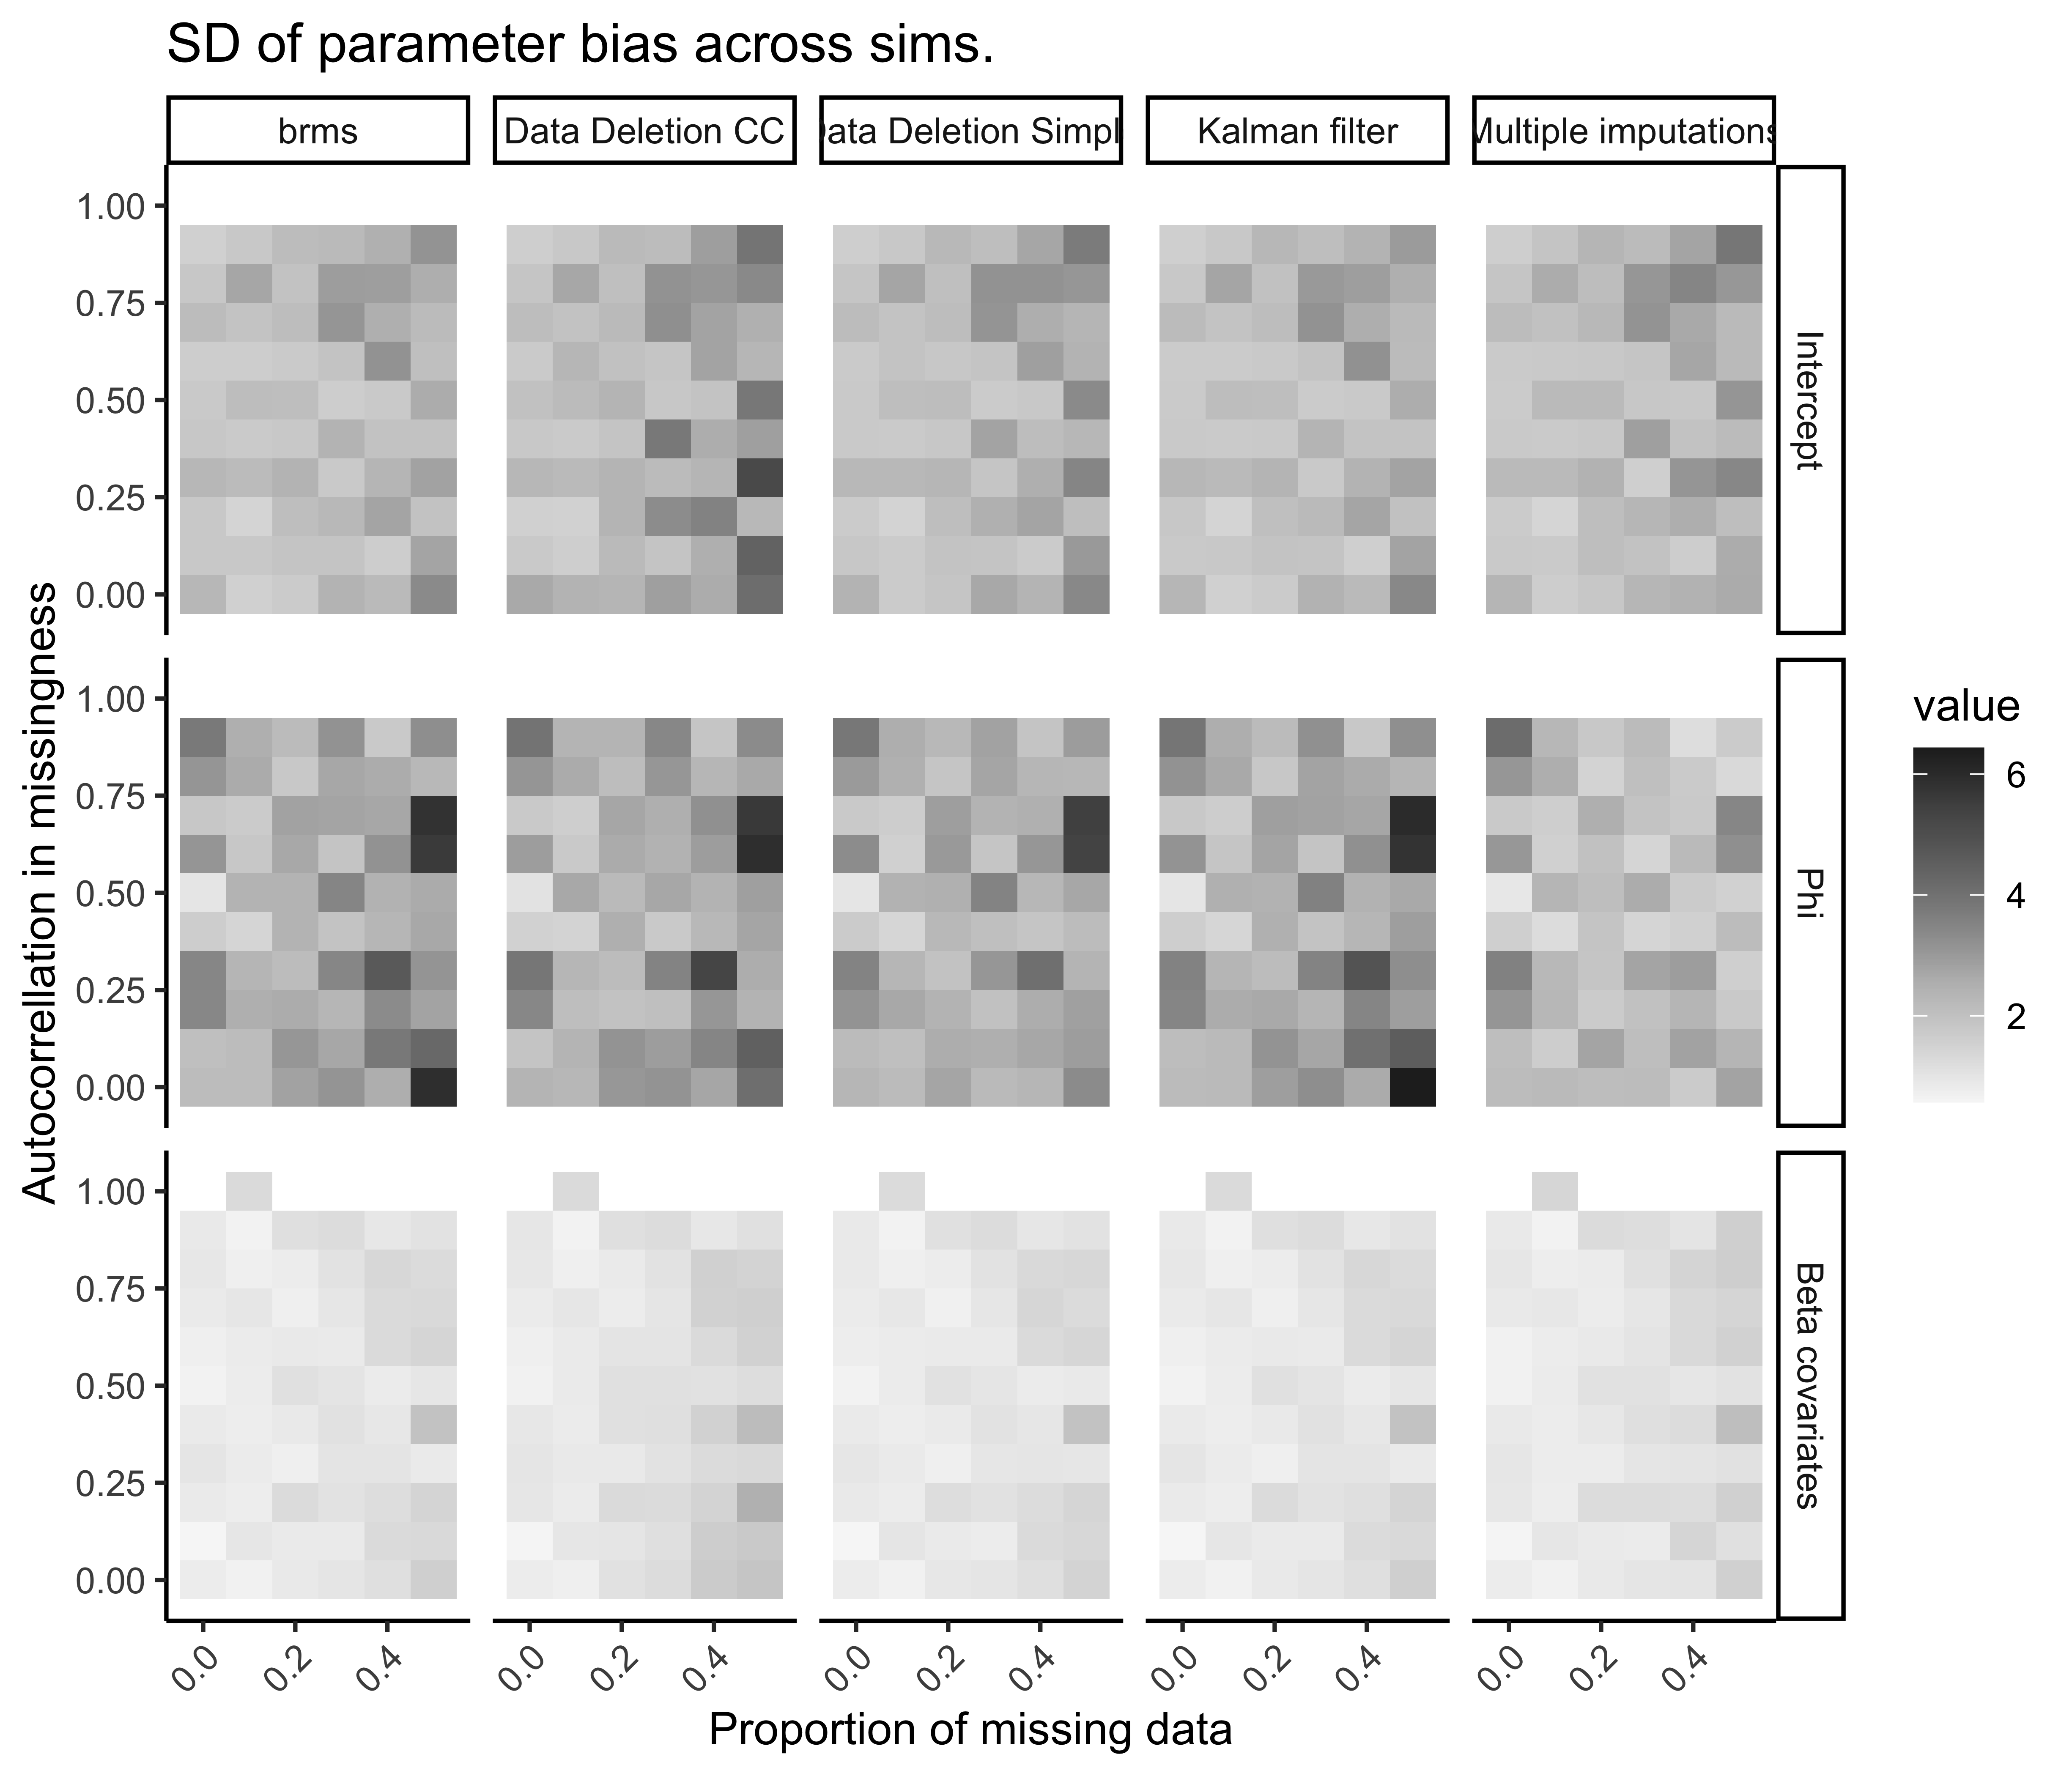 SD of parameter bias across sims.
brms
Data Deletion CC
Data Deletion Simpl
Kalman filter
Multiple imputations
1.00
0.75
0.50
0.25
0.00
Intercept
1.00
0.75
0.50
0.25
0.00
Phi
1.00
0.75
0.50
0.25
0.00
Beta covariates
Autocorrellation in missingness
0.0 0.2 0.4
0.0 0.2 0.4
0.0 0.2 0.4
0.0 0.2 0.4
0.0 0.2 0.4
Proportion of missing data
value
6
4
2